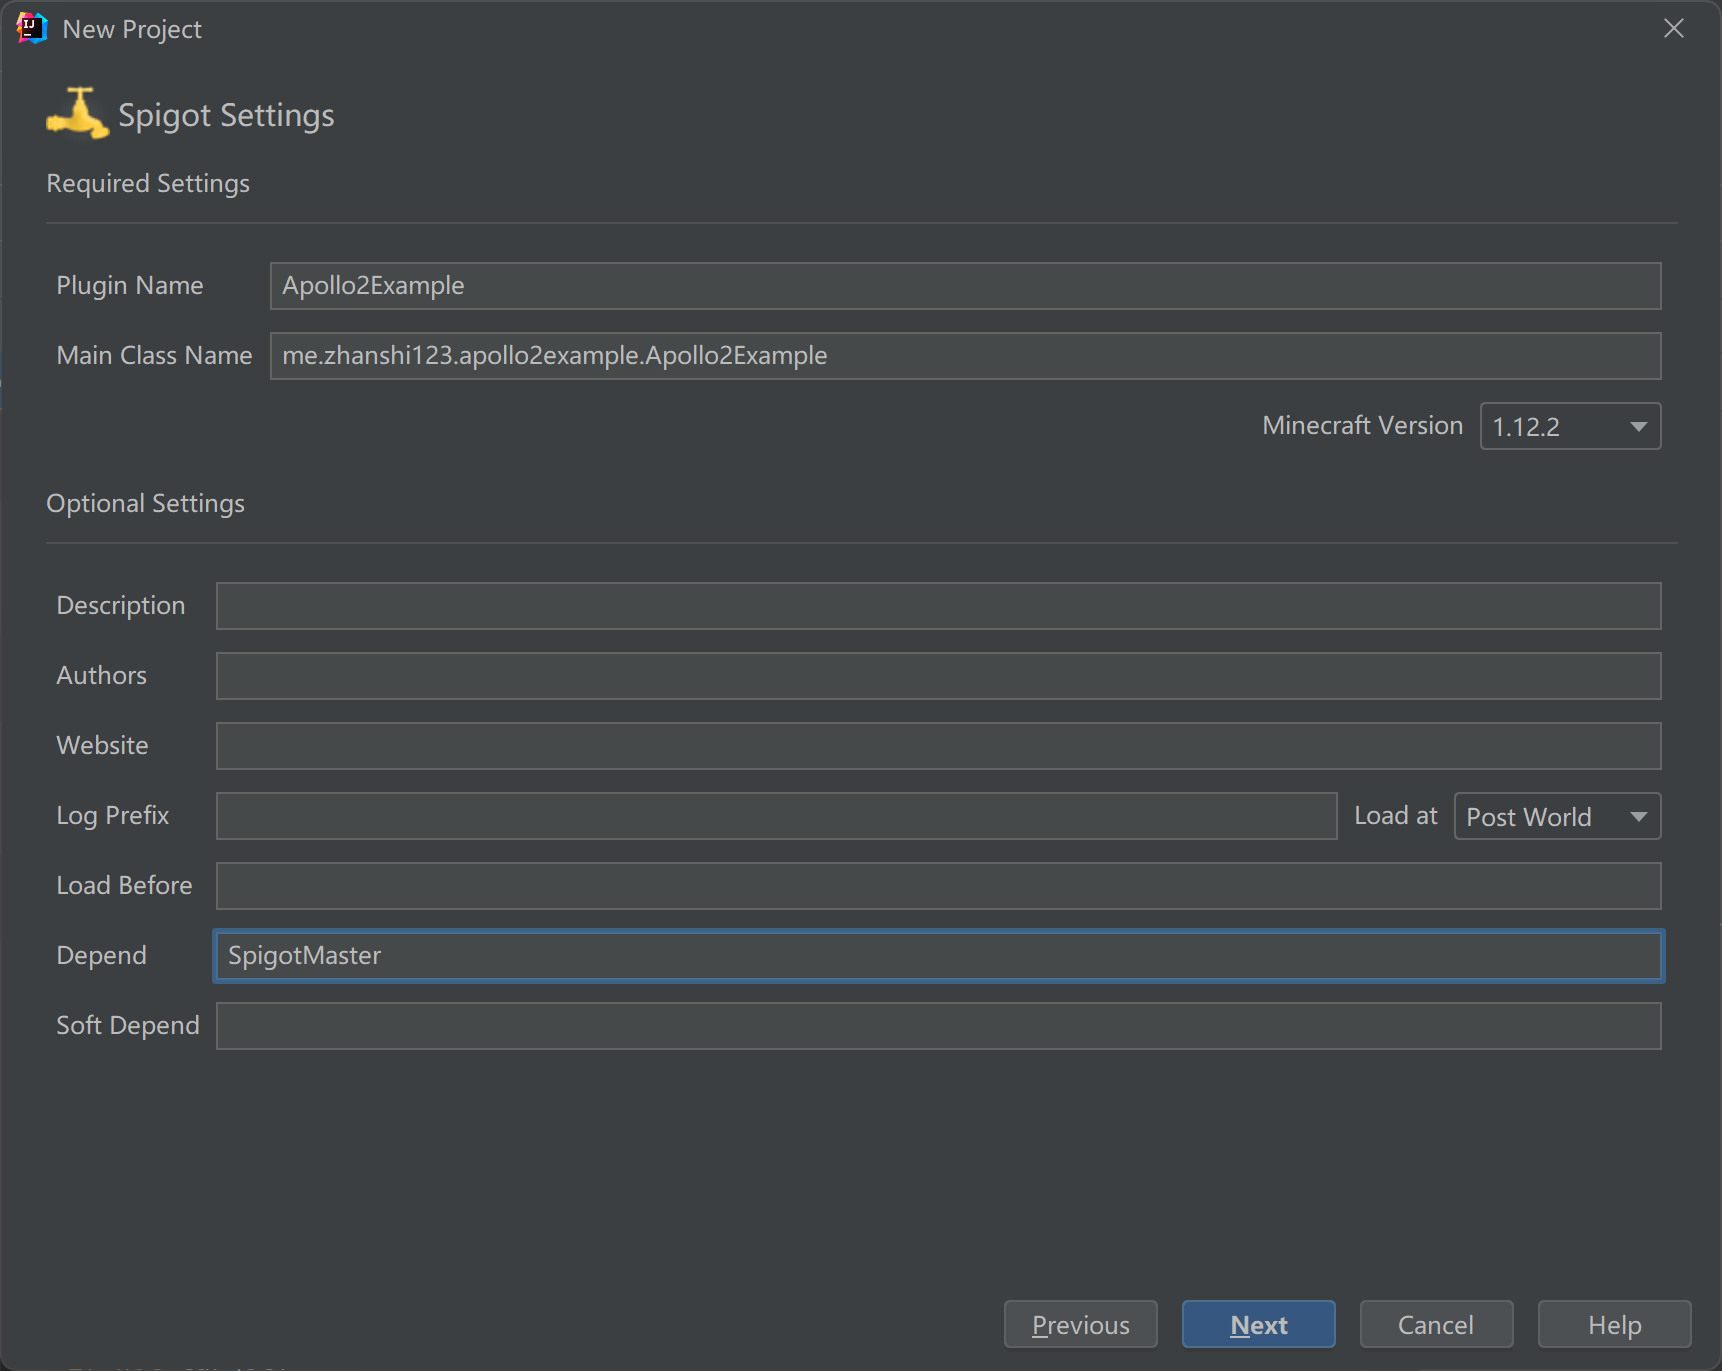 New Project
Spigot Settings
Required Settings
Plugin Name Apollo2Example
Main Class Name me.zhanshi123.apollo2example.Apollo2Example
Minecraft Version 1.12.2
Optional Settings
Description
Authors
Website
Log Prefix Load at Post World
Load Before
Depend SpigotMaster
Soft Depend
Previous Next Cancel Help